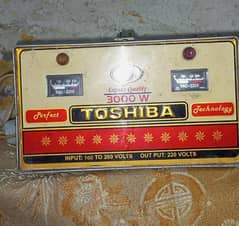 Export Quality
3000 W
Perfect
TOSHIBA
Technology
INPUT: 160 TO 260 VOLTS OUT PUT: 220 VOLTS